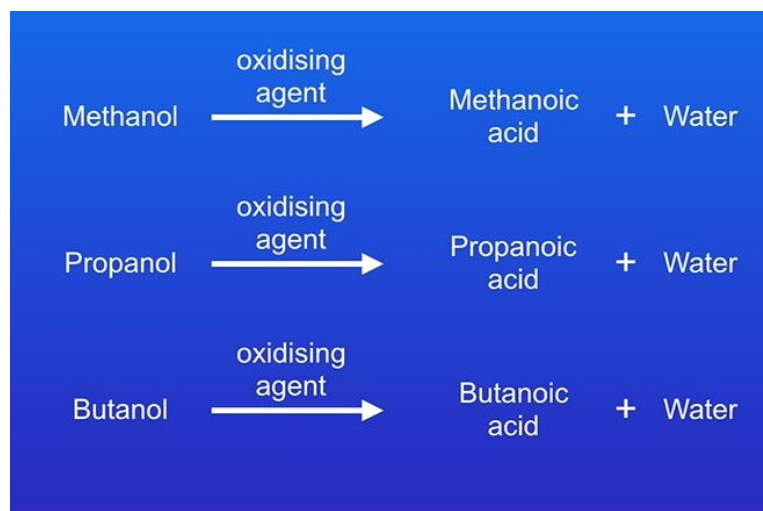 oxidising
agent
Methanol
Methanoic
acid
+ Water
oxidising
agent
Propanol
Propanoic
acid
+ Water
oxidising
agent
Butanol
Butanoic
acid
+ Water